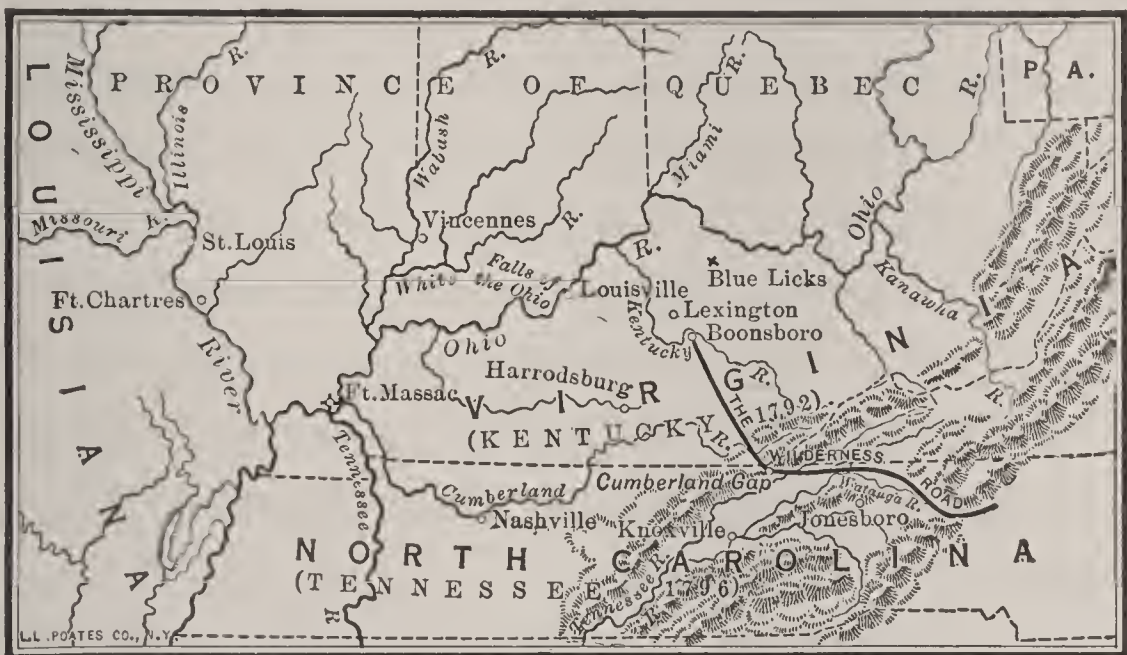 LOUISIANA
PROVINCE OF QUEBEC
PA.
Mississippi
River
Illinois R.
Missouri R.
St. Louis
Ft. Chartres
Wabush R.
Vincennes
White R.
Miami R.
Ohio R.
Kanawha R.
Falls of
the Ohio
Louisville
Blue Licks
Lexington
Boonsboro
Kentucky R.
Ohio R.
Harrodsburg
Ft. Massac
VIRGINIA
(KENTUCKY 1792)
THE WILDERNESS ROAD
Cumberland Gap
Cumberland R.
Tennessee R.
Nashville
Knoxville
Watauga R.
Jonesboro
NORTH CAROLINA
(TENNESSEE 1796)
Tennessee R.
R.
L.L. POATES CO., N.Y.